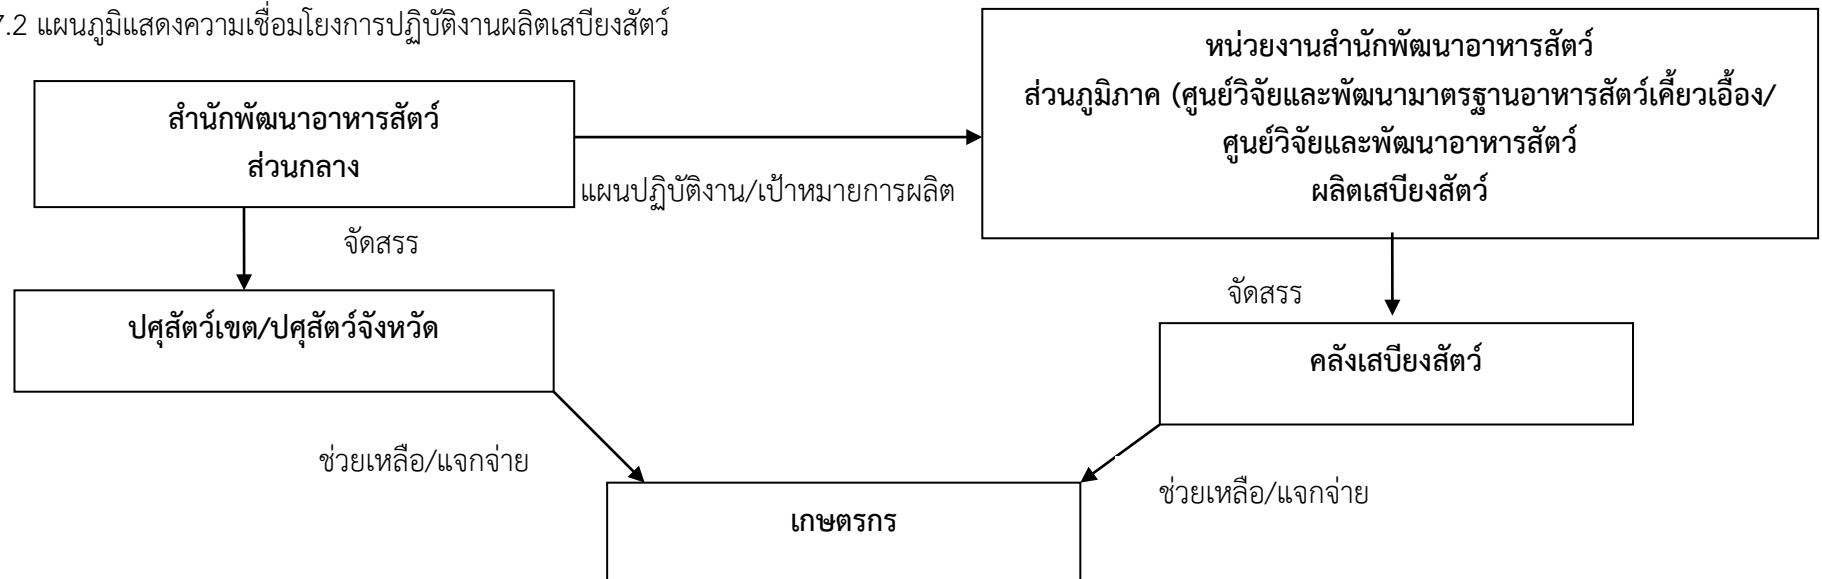 7.2 แผนภูมิแสดงความเชื่อมโยงการปฏิบัติงานผลิตเสบียงสัตว์
หน่วยงานสำนักพัฒนาอาหารสัตว์
ส่วนภูมิภาค (ศูนย์วิจัยและพัฒนามาตรฐานอาหารสัตว์เคี้ยวเอื้อง/
ศูนย์วิจัยและพัฒนาอาหารสัตว์
ผลิตเสบียงสัตว์
สำนักพัฒนาอาหารสัตว์
ส่วนกลาง
แผนปฏิบัติงาน/เป้าหมายการผลิต
จัดสรร
จัดสรร
ปศุสัตว์เขต/ปศุสัตว์จังหวัด
คลังเสบียงสัตว์
ช่วยเหลือ/แจกจ่าย
ช่วยเหลือ/แจกจ่าย
เกษตรกร